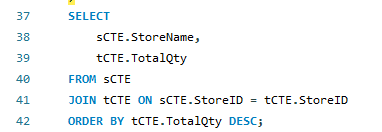 37 SELECT
38 sCTE.StoreName,
39 tCTE.TotalQty
40 FROM sCTE
41 JOIN tCTE ON sCTE.StoreID = tCTE.StoreID
42 ORDER BY tCTE.TotalQty DESC;